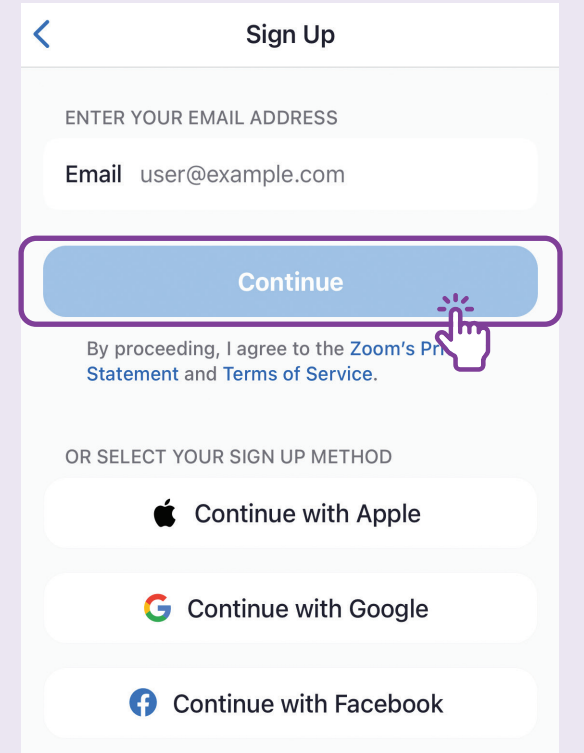 Sign Up
ENTER YOUR EMAIL ADDRESS
Email user@example.com
Continue
By proceeding, I agree to the Zoom's
Statement and Terms of Service.
OR SELECT YOUR SIGN UP METHOD
Continue with Apple
Continue with Google
Continue with Facebook